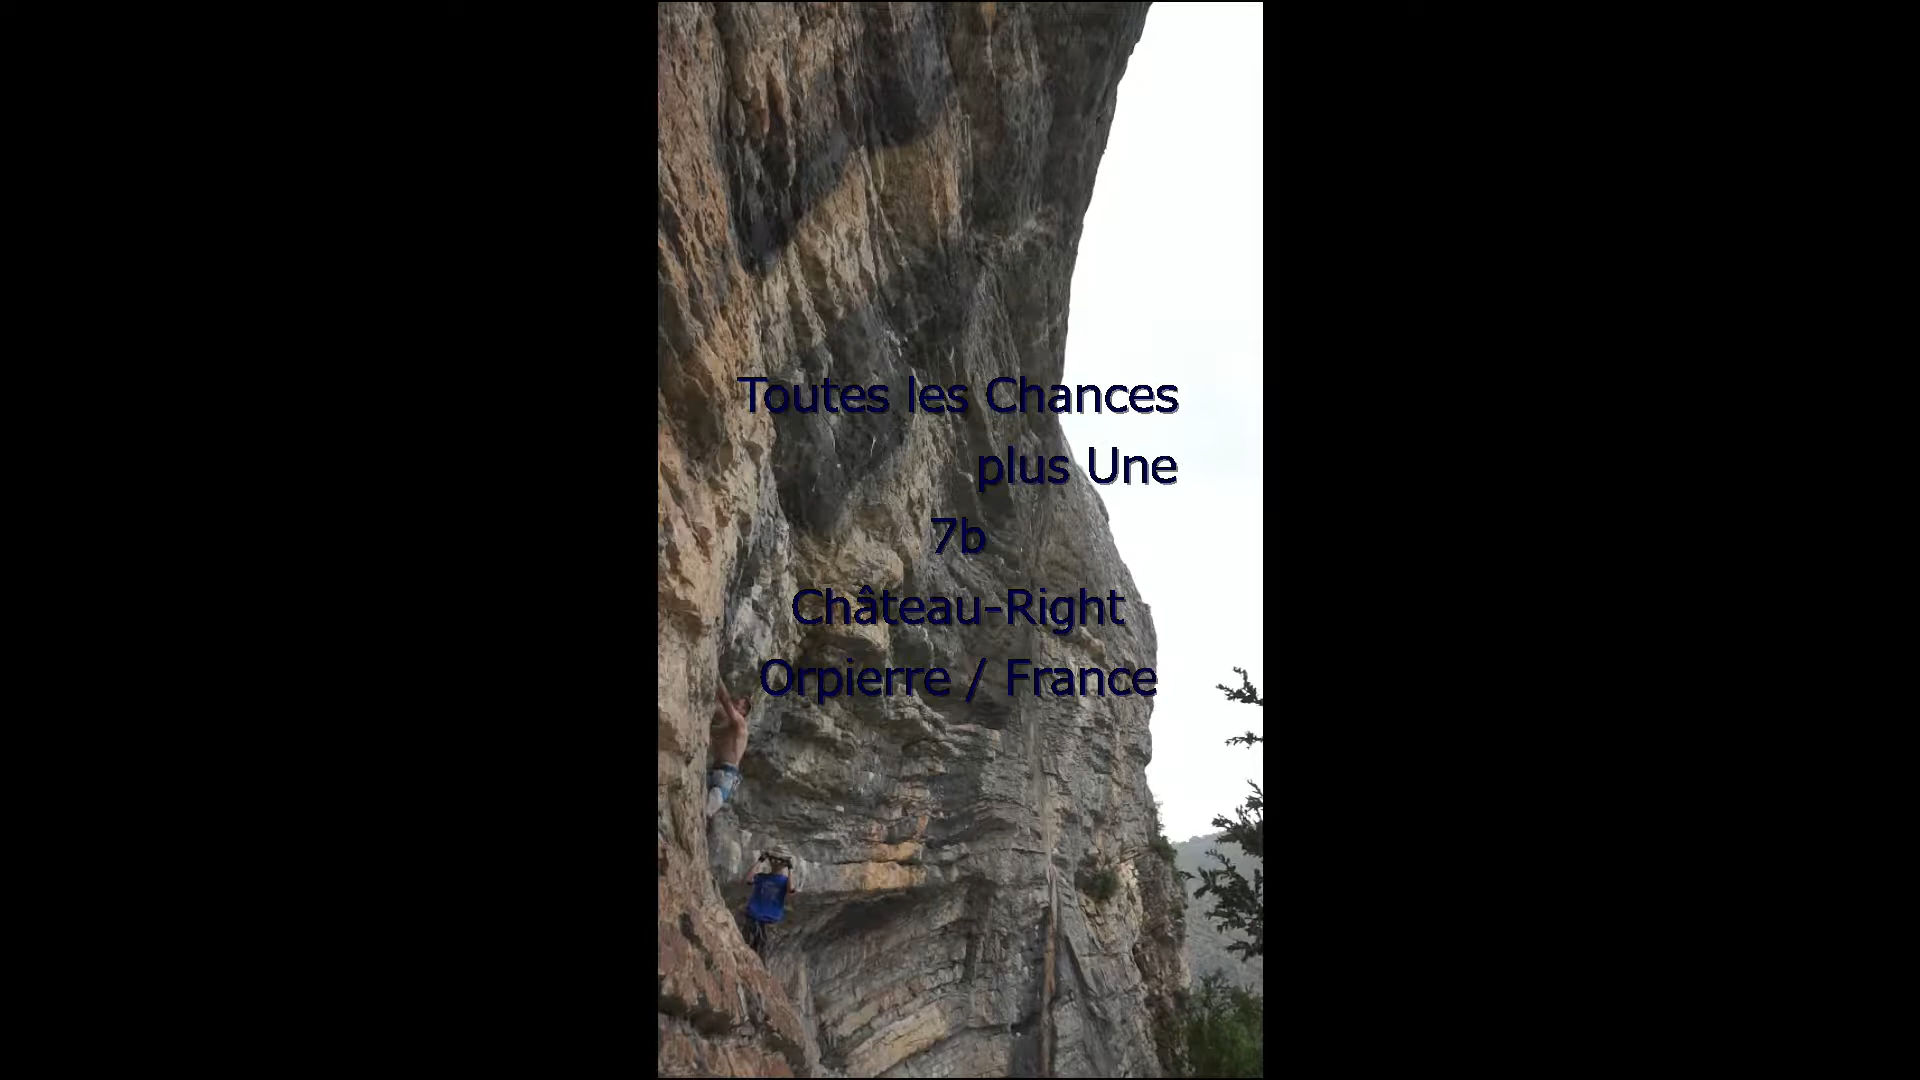 Toutes les Chances
plus Une
7b
Château-Right
Orpierre / France